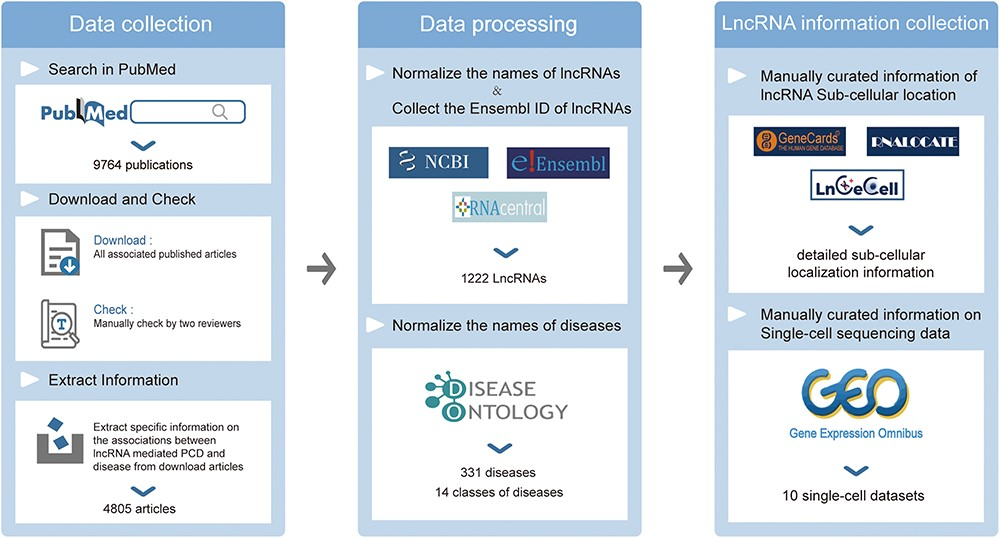 Data collection
Search in PubMed
PubMed
9764 publications
Download and Check
Download :
All associated published articles
Check :
Manually check by two reviewers
T
Extract Information
Extract specific information on
the associations between
lncRNA mediated PCD and
disease from download articles
4805 articles
Data processing
Normalize the names of lncRNAs
&
Collect the Ensembl ID of lncRNAs
NCBI
e!Ensembl
RNAcentral
1222 LncRNAs
Normalize the names of diseases
DISEASE
ONTOLOGY
331 diseases
14 classes of diseases
LncRNA information collection
Manually curated information of
lncRNA Sub-cellular location
GeneCards
THE HUMAN GENE DATABASE
RNALOCATE
LnCeCell
detailed sub-cellular
localization information
Manually curated information on
Single-cell sequencing data
GEO
Gene Expression Omnibus
10 single-cell datasets